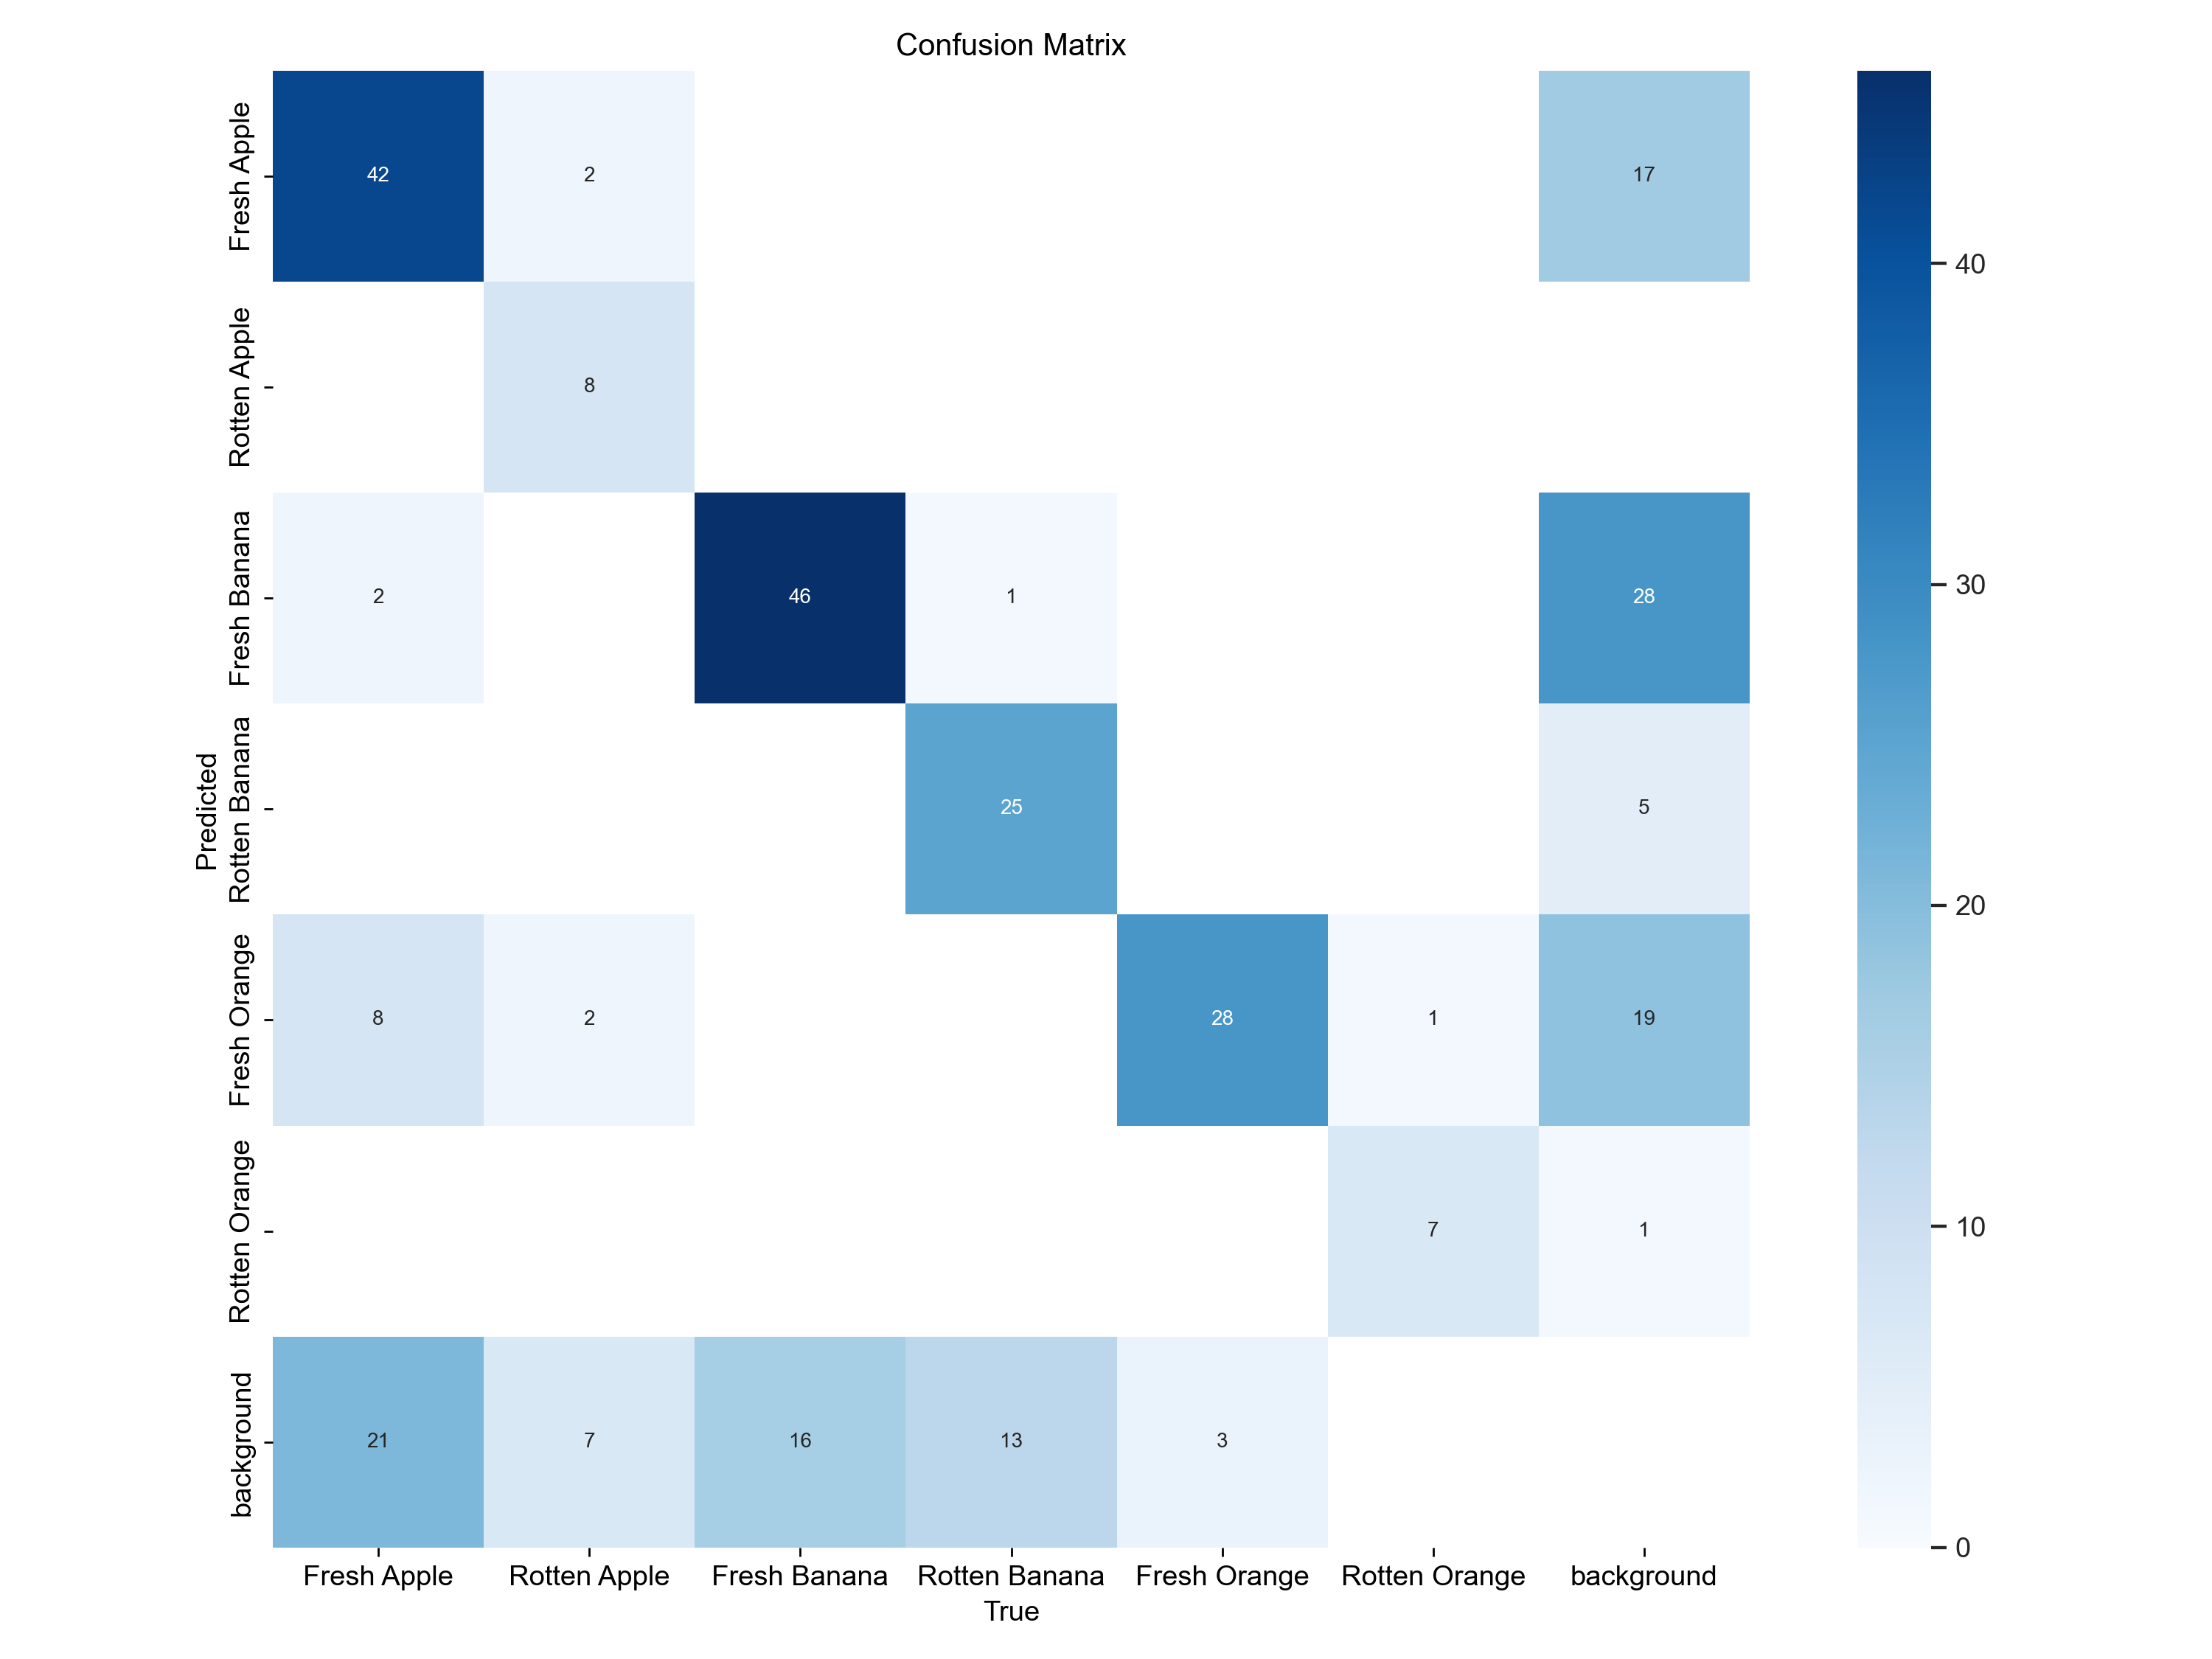 Confusion Matrix
Predicted
Fresh Apple
42 2 17
Rotten Apple
8
Fresh Banana
2 46 1 28
Rotten Banana
25 5
Fresh Orange
8 2 28 1 19
Rotten Orange
7 1
background
21 7 16 13 3
Fresh Apple Rotten Apple Fresh Banana Rotten Banana Fresh Orange Rotten Orange background
True
40
30
20
10
0